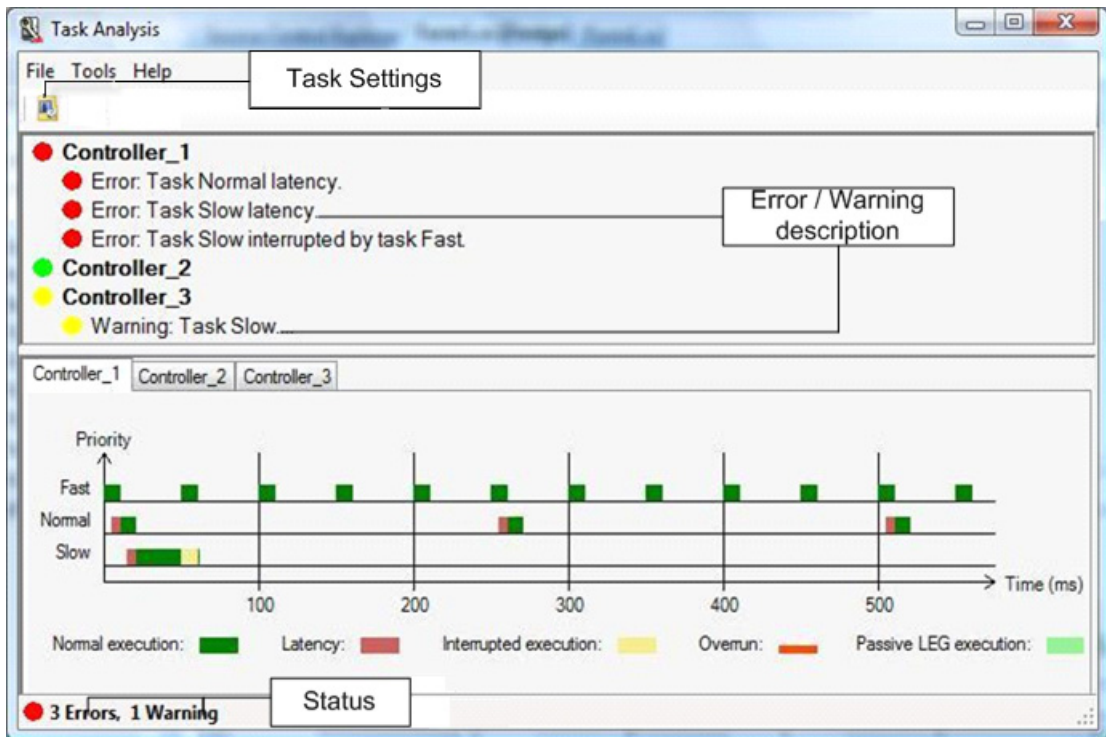 Task Analysis
File Tools Help
Task Settings
Controller_1
Error: Task Normal latency.
Error: Task Slow latency
Error: Task Slow interrupted by task Fast.
Error / Warning
description
Controller_2
Controller_3
Warning: Task Slow.
Controller_1 Controller_2 Controller_3
Priority
Fast
Normal
Slow
Time (ms)
100 200 300 400 500
Normal execution: Latency: Interrupted execution: Overrun: Passive LEG execution:
Status
3 Errors, 1 Warning